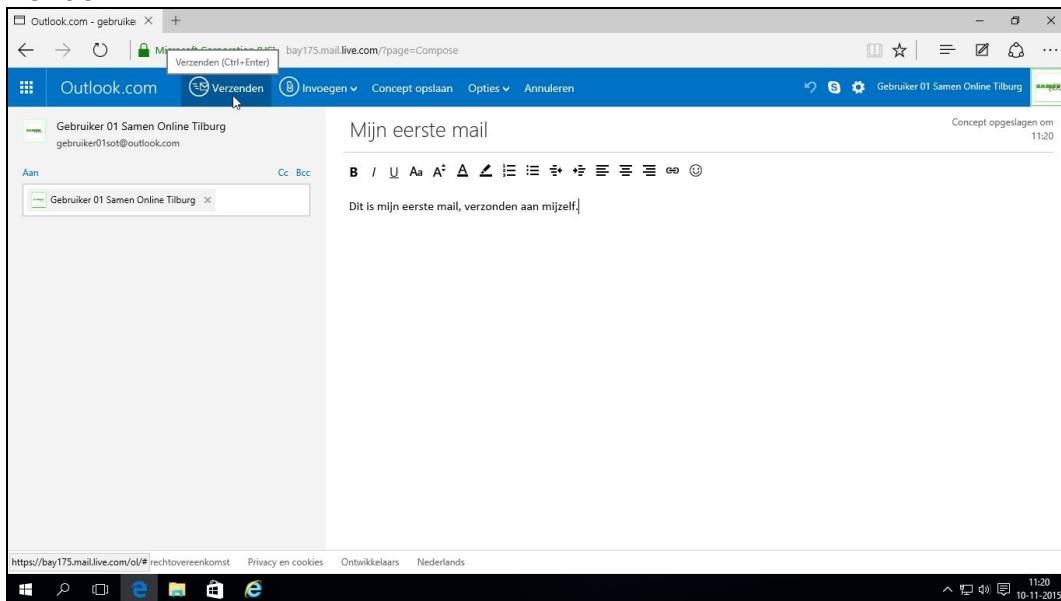 Outlook.com - gebruiker
bay175.mail.live.com/?page=Compose
Verzenden (Ctrl+Enter)
Outlook.com Verzenden Invoegen Concept opslaan Opties Annuleren Gebruiker 01 Samen Online Tilburg
Gebruiker 01 Samen Online Tilburg
gebruiker01sot@outlook.com
Mijn eerste mail
Concept opgeslagen om
11:20
Aan Cc Bcc
B I U Aa A A
Gebruiker 01 Samen Online Tilburg
Dit is mijn eerste mail, verzonden aan mijzelf.
https://bay175.mail.live.com/ol/# rechtovereenkomst Privacy en cookies Ontwikkelaars Nederlands
11:20
10-11-2015